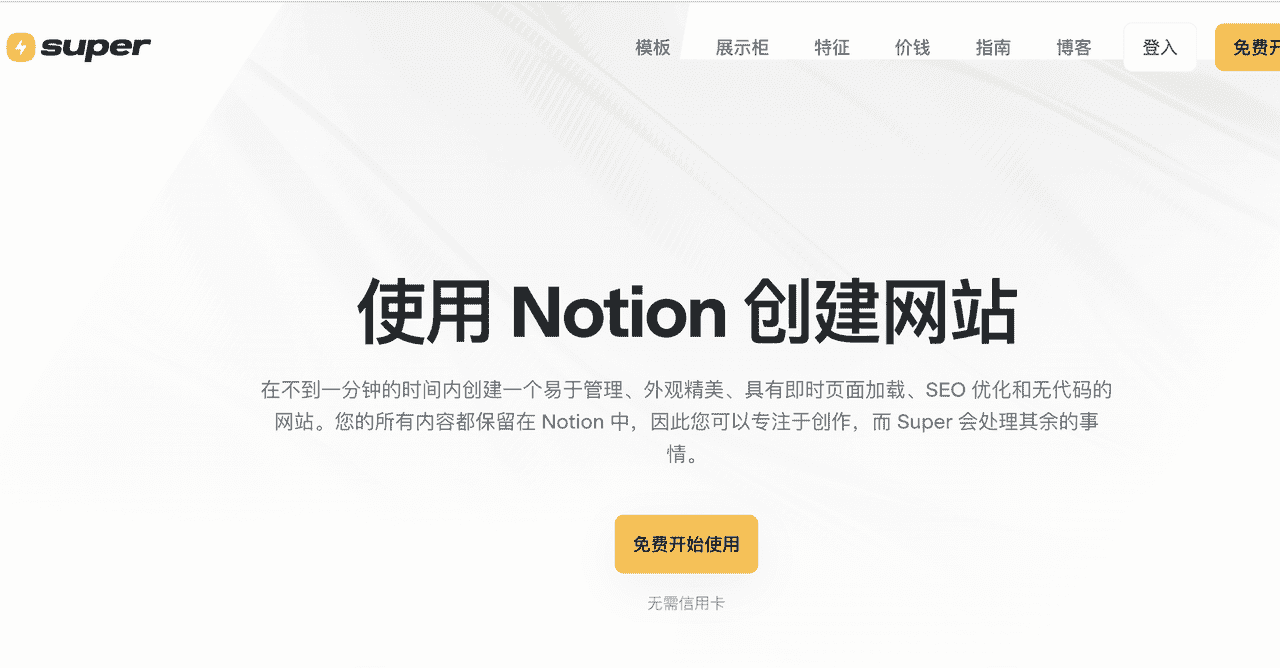 super
模板 展示柜 特征 价钱 指南 博客 登入 免费开
使用 Notion 创建网站
在不到一分钟的时间内创建一个易于管理、外观精美、具有即时页面加载、SEO 优化和无代码的
网站。您的所有内容都保留在 Notion 中，因此您可以专注于创作，而 Super 会处理其余的事
情。
免费开始使用
无需信用卡